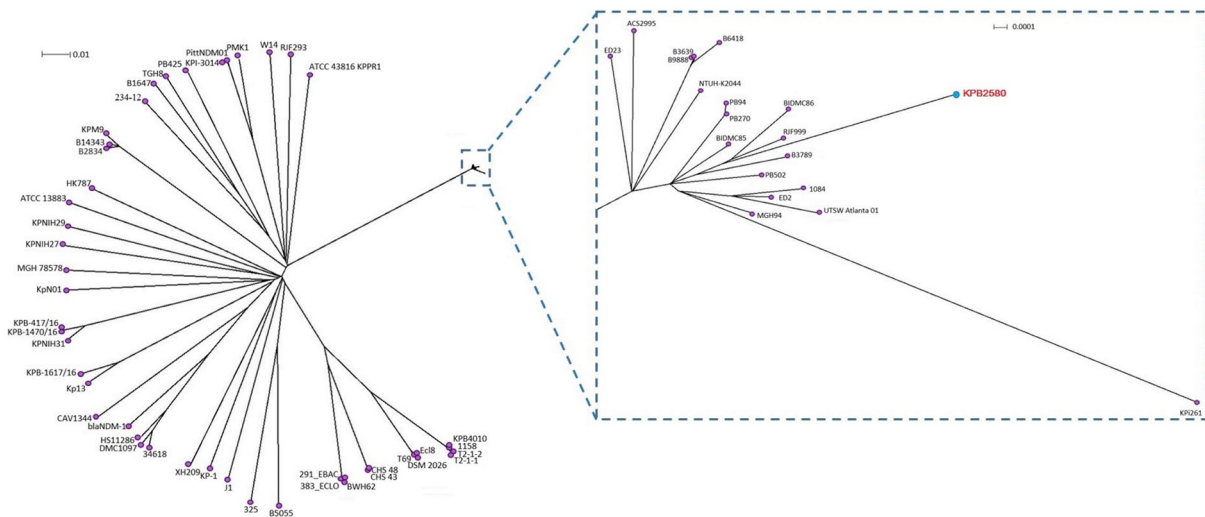 0.01
PittNDM01
PMK1
W14
RJF293
PB425
KPI-3014
ATCC 43816 KPPR1
TGH8
B1647
234-12
KPM9
B14343
B2834
HK787
ATCC 13883
KPNIH29
KPNIH27
MGH 78578
KpN01
KPB-417/16
KPB-1470/16
KPNIH31
KPB-1617/16
Kp13
CAV1344
blaNDM-1
HS11286
DMC1097
34618
XH209
KP-1
J1
325
B5055
291_EBAC
383_ECLO
BWH62
CHS 48
CHS 43
T69
Ecl8
DSM 2026
KPB4010
1158
T2-1-2
T2-1-1
0.0001
ACS2995
ED23
B3639
B9888
B6418
NTUH-K2044
PB94
PB270
BIDMC86
KPB2580
BIDMC85
RJF999
B3789
PB502
1084
ED2
UTSW Atlanta 01
MGH94
KPi261